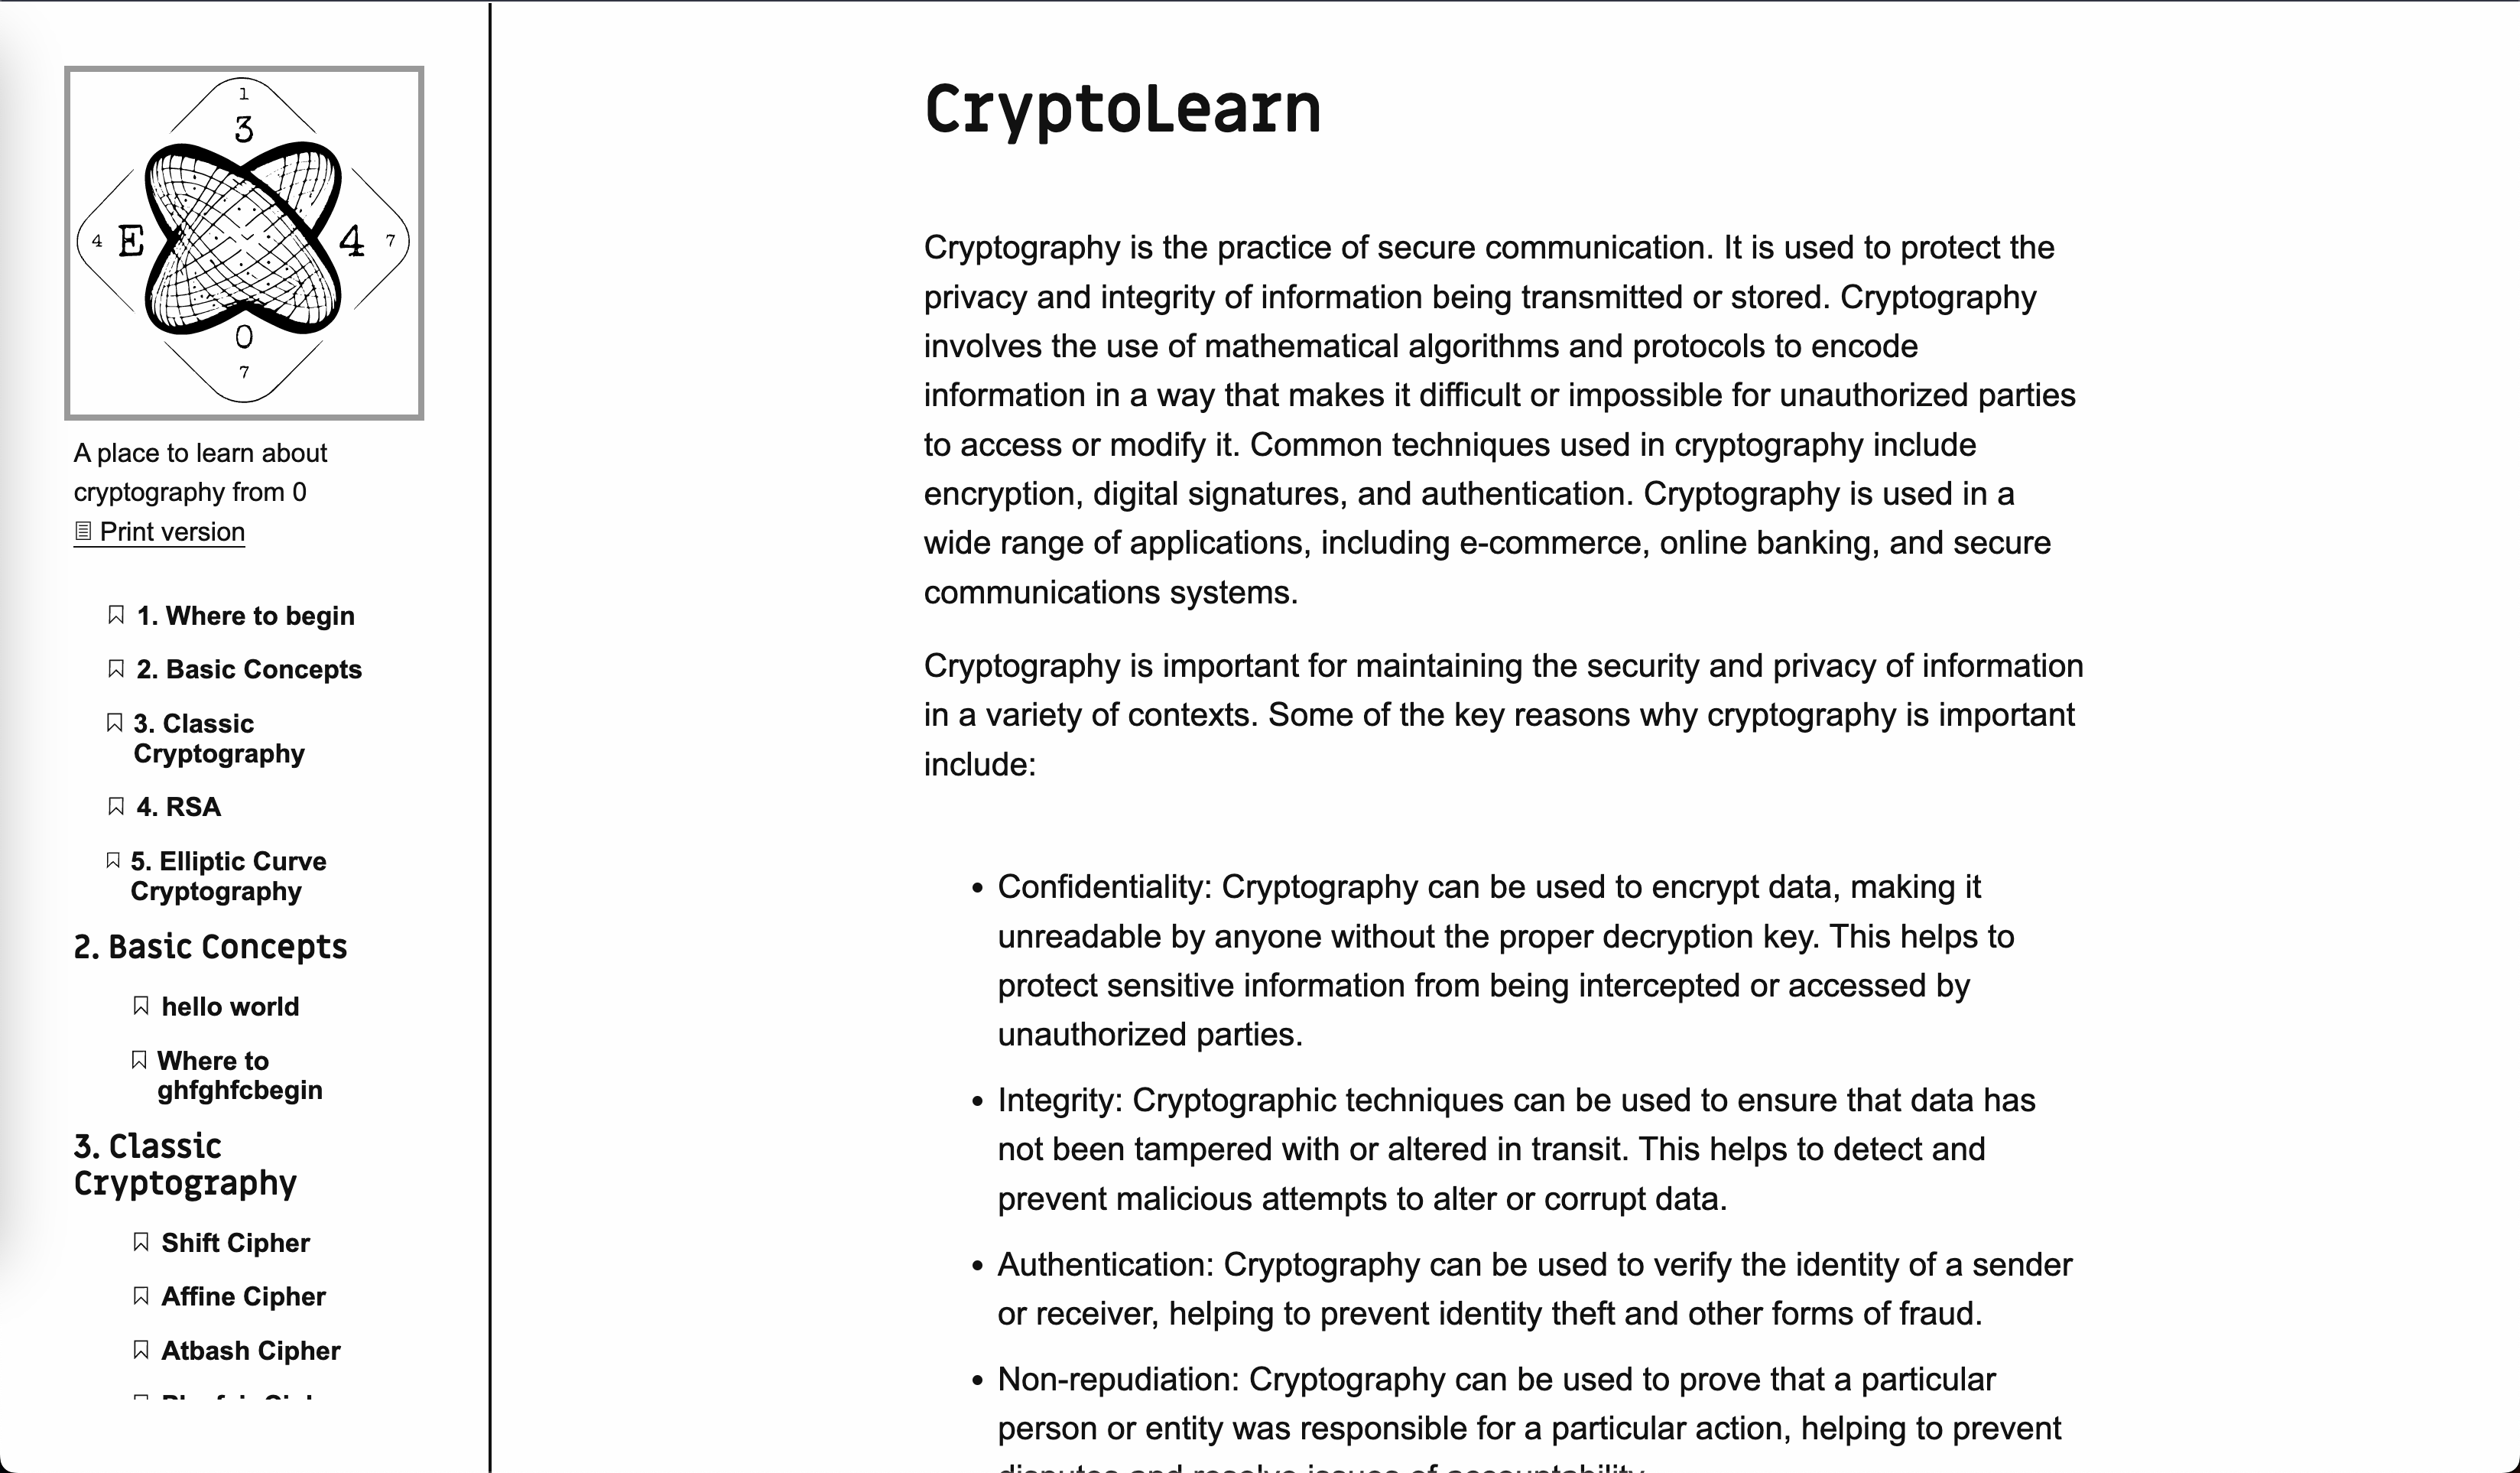 1
3
4 E 4 7
0
7
A place to learn about
cryptography from 0
Print version
1. Where to begin
2. Basic Concepts
3. Classic
Cryptography
4. RSA
5. Elliptic Curve
Cryptography
2. Basic Concepts
hello world
Where to
ghfghfcbegin
3. Classic
Cryptography
Shift Cipher
Affine Cipher
Atbash Cipher
CryptoLearn
Cryptography is the practice of secure communication. It is used to protect the
privacy and integrity of information being transmitted or stored. Cryptography
involves the use of mathematical algorithms and protocols to encode
information in a way that makes it difficult or impossible for unauthorized parties
to access or modify it. Common techniques used in cryptography include
encryption, digital signatures, and authentication. Cryptography is used in a
wide range of applications, including e-commerce, online banking, and secure
communications systems.
Cryptography is important for maintaining the security and privacy of information
in a variety of contexts. Some of the key reasons why cryptography is important
include:
• Confidentiality: Cryptography can be used to encrypt data, making it
unreadable by anyone without the proper decryption key. This helps to
protect sensitive information from being intercepted or accessed by
unauthorized parties.
• Integrity: Cryptographic techniques can be used to ensure that data has
not been tampered with or altered in transit. This helps to detect and
prevent malicious attempts to alter or corrupt data.
• Authentication: Cryptography can be used to verify the identity of a sender
or receiver, helping to prevent identity theft and other forms of fraud.
• Non-repudiation: Cryptography can be used to prove that a particular
person or entity was responsible for a particular action, helping to prevent
disputes and resolve issues of accountability.